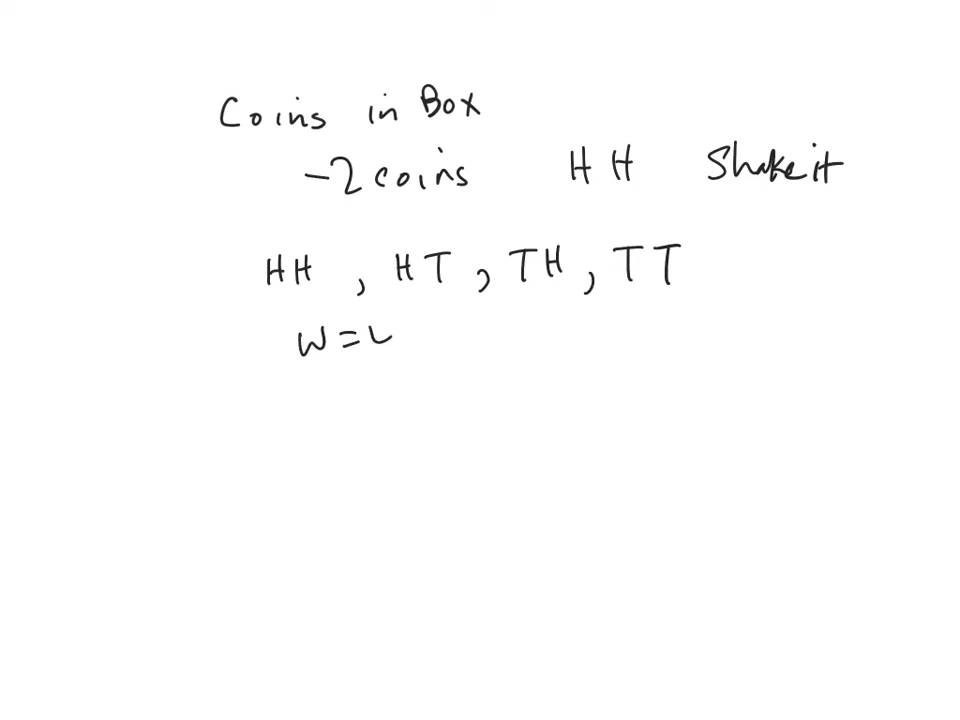 Coins in Box
-2 coins HH Shake it
HH, HT, TH, TT
W = L